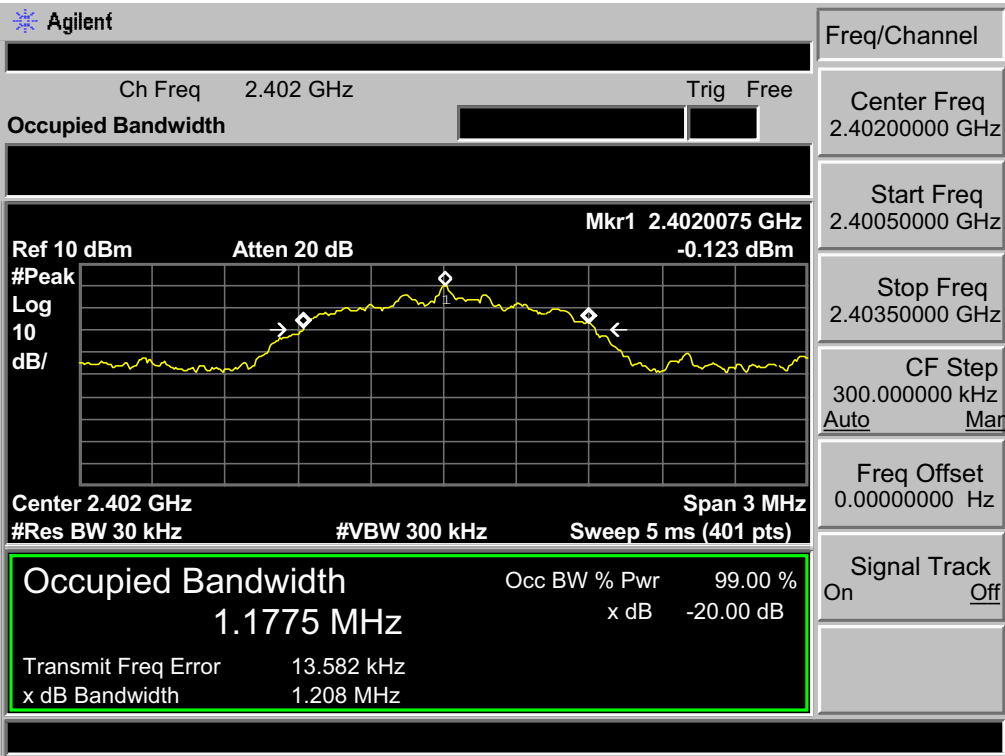 Agilent
Freq/Channel
Ch Freq 2.402 GHz Trig Free
Occupied Bandwidth
Center Freq
2.40200000 GHz
Start Freq
2.40050000 GHz
Mkr1 2.4020075 GHz
Ref 10 dBm Atten 20 dB -0.123 dBm
#Peak
Log
10
dB/
1
Stop Freq
2.40350000 GHz
CF Step
300.000000 kHz
Auto Mar
Freq Offset
0.00000000 Hz
Center 2.402 GHz Span 3 MHz
#Res BW 30 kHz #VBW 300 kHz Sweep 5 ms (401 pts)
Signal Track
On Off
Occupied Bandwidth Occ BW % Pwr 99.00 %
1.1775 MHz x dB -20.00 dB
Transmit Freq Error 13.582 kHz
x dB Bandwidth 1.208 MHz